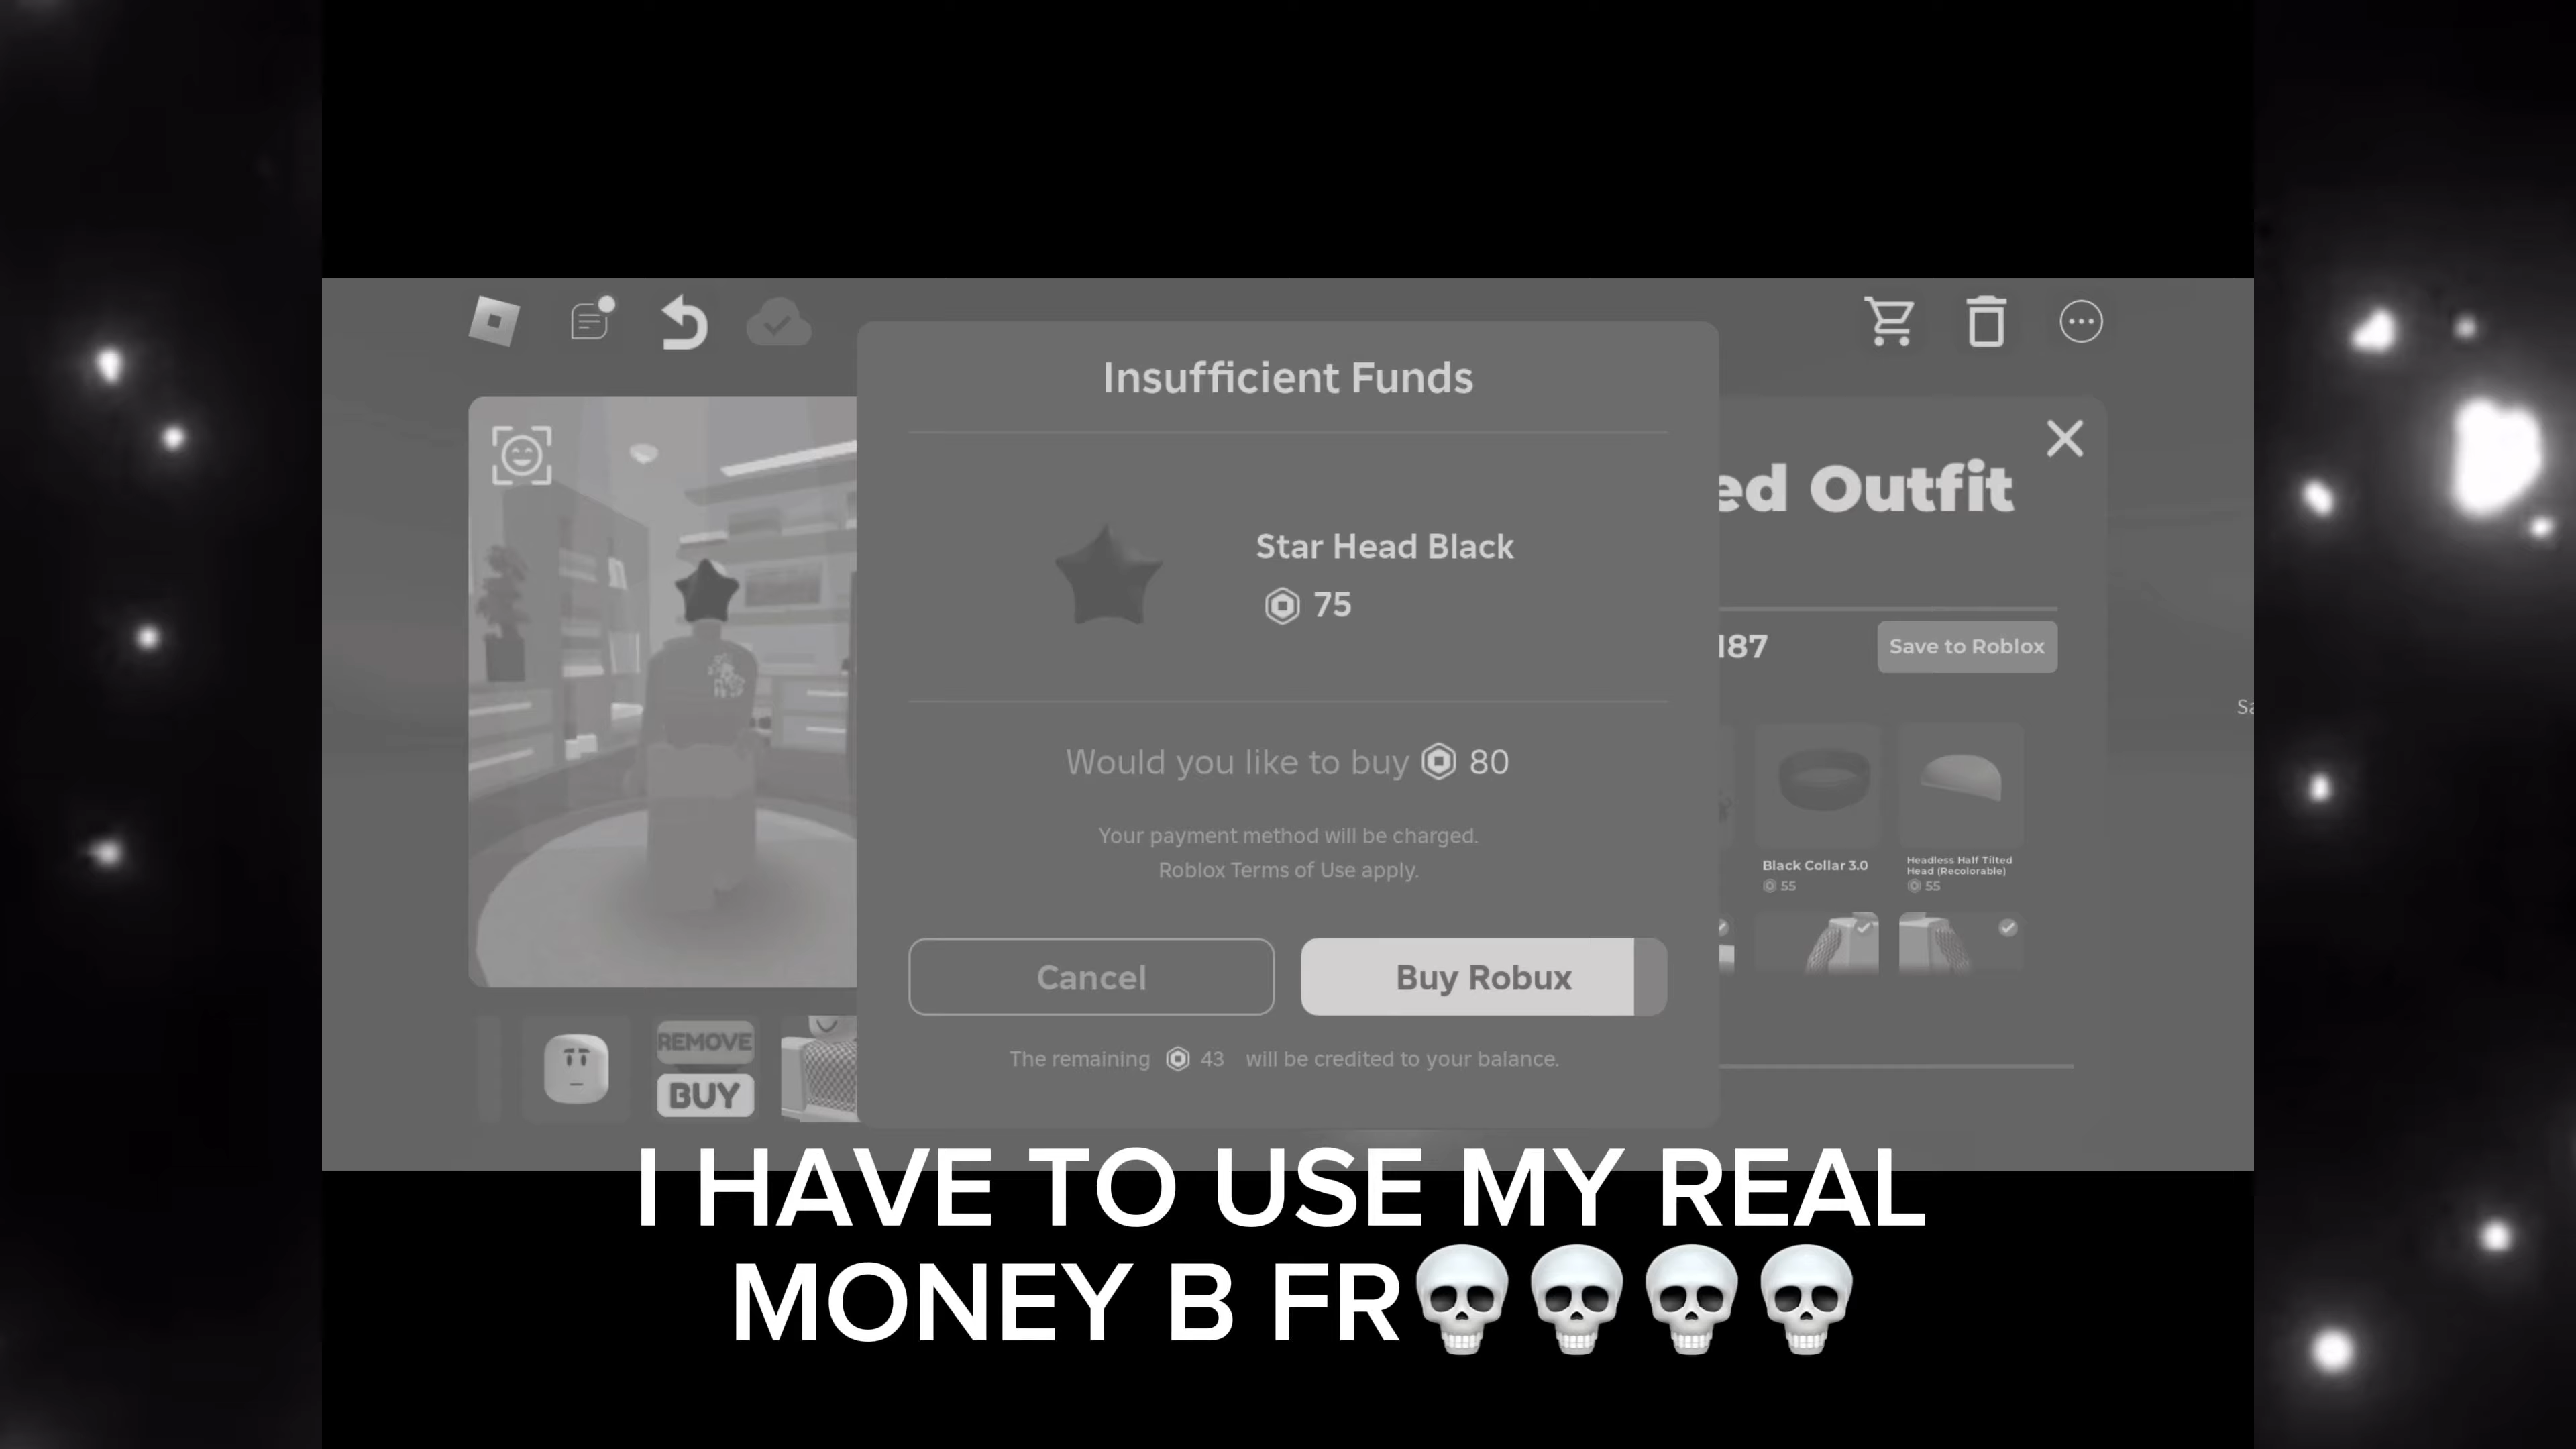 Insufficient Funds
ed Outfit
Star Head Black
75
187
Save to Roblox
Would you like to buy 80
Your payment method will be charged.
Roblox Terms of Use apply.
Black Collar 3.0
55
Headless Half Tilted
Head (Recolorable)
55
Cancel
Buy Robux
REMOVE
BUY
The remaining 43 will be credited to your balance.
I HAVE TO USE MY REAL
MONEY B FR💀💀💀💀